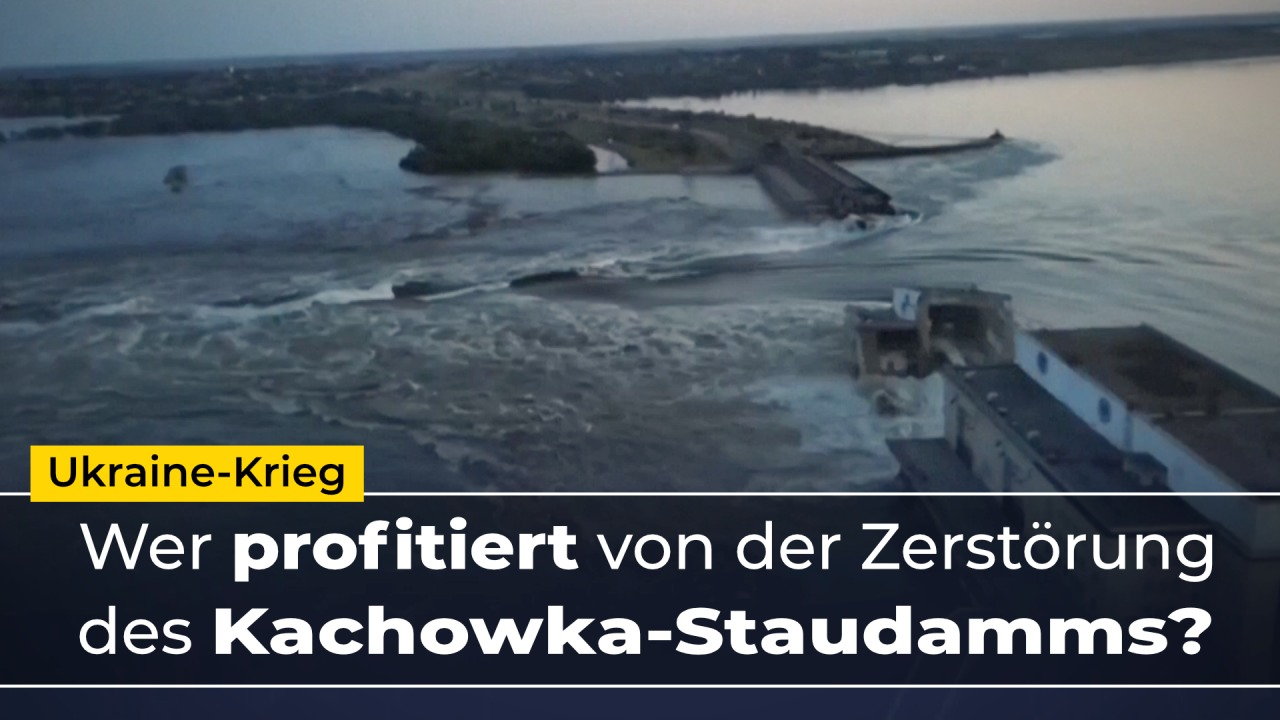 Ukraine-Krieg
Wer profitiert von der Zerstörung
des Kachowka-Staudamms?